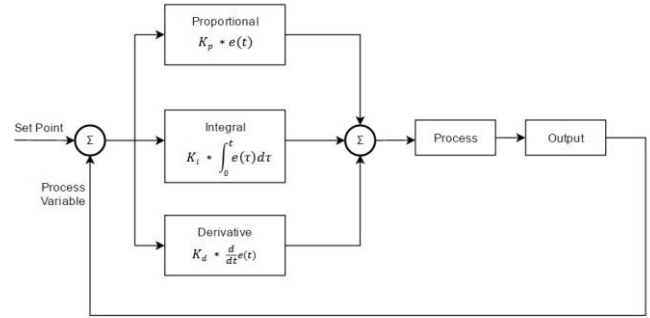 Proportional
K_p * e(t)
Set Point
Σ
Integral
K_i * ∫_0^t e(τ)dτ
Σ
Process
Output
Process
Variable
Derivative
K_d * d/dt e(t)